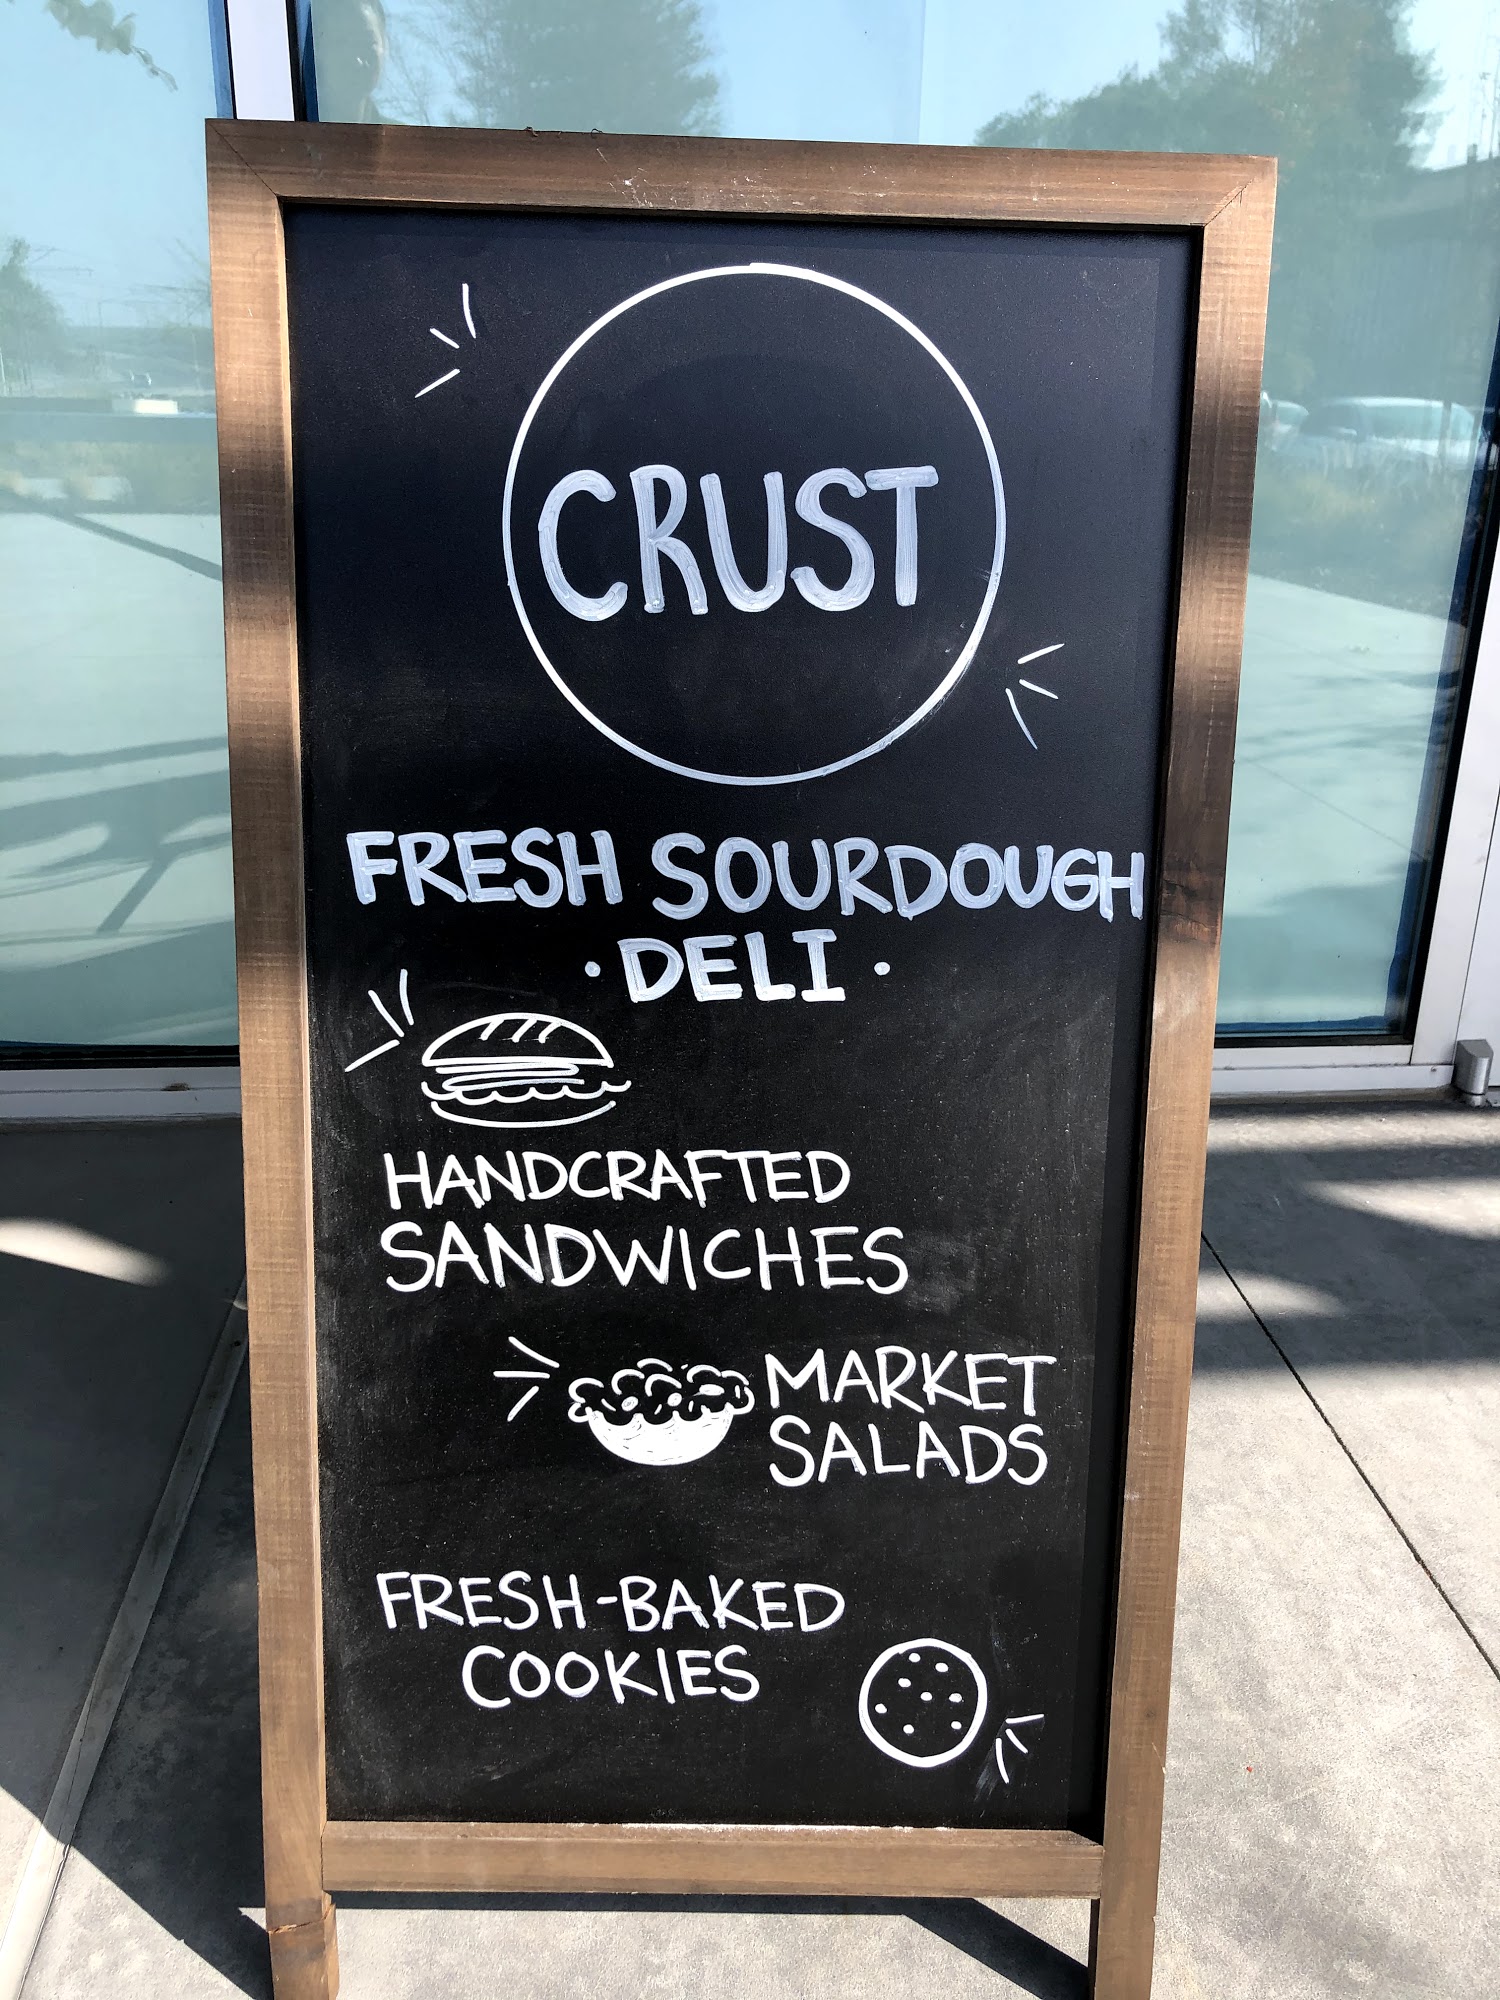 CRUST
FRESH SOURDOUGH
· DELI ·
HANDCRAFTED
SANDWICHES
MARKET
SALADS
FRESH-BAKED
COOKIES